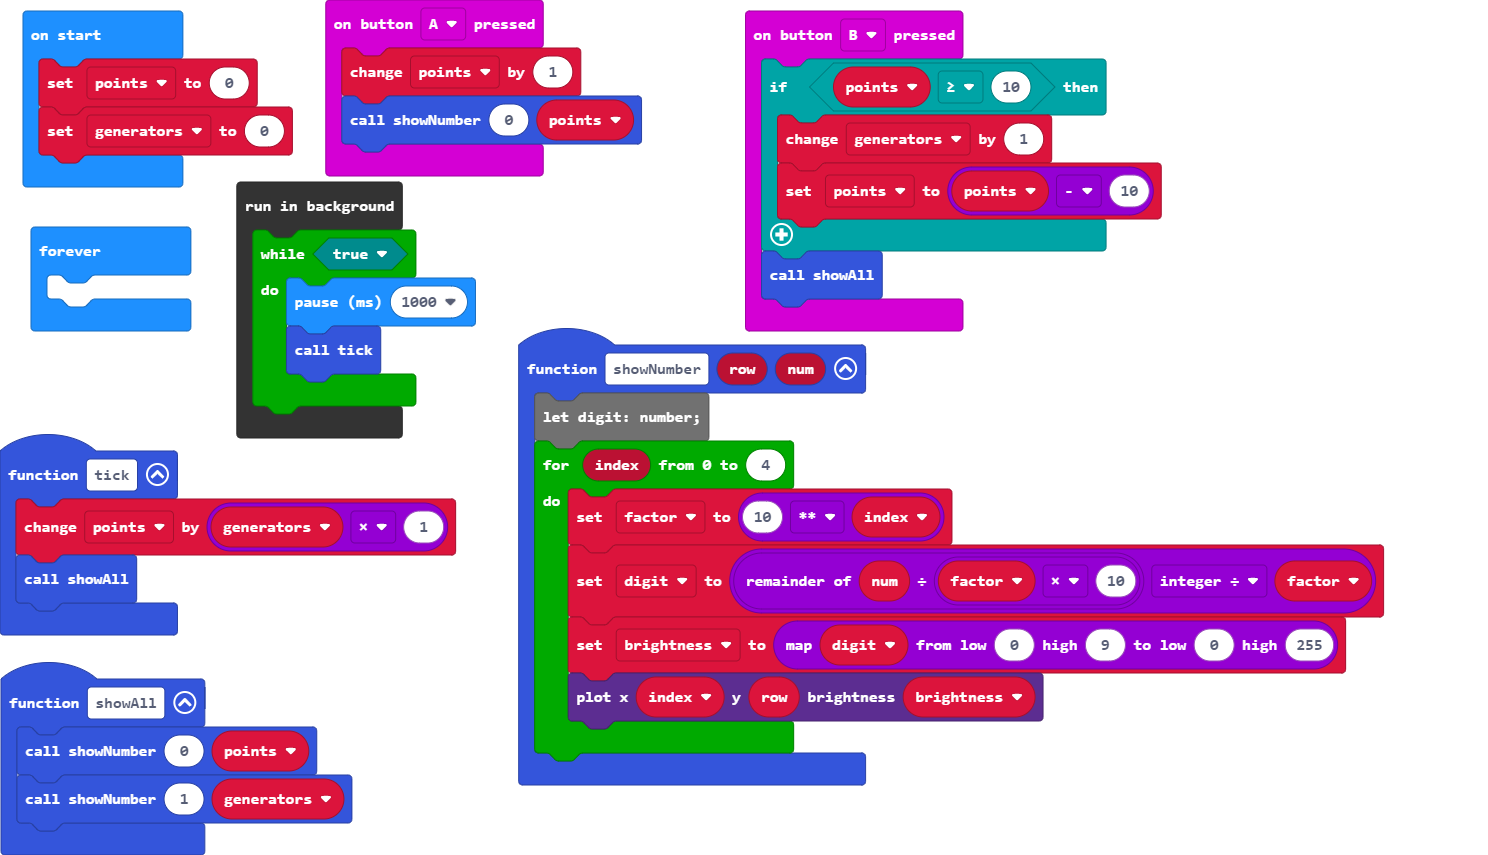 on start
set points to 0
set generators to 0
on button A pressed
change points by 1
call showNumber 0 points
on button B pressed
if points ≥ 10 then
change generators by 1
set points to points - 10
call showAll
run in background
while true
do pause (ms) 1000
call tick
forever
function showNumber row num
let digit: number;
for index from 0 to 4
do set factor to 10 ** index
set digit to remainder of num ÷ factor × 10 integer ÷ factor
set brightness to map digit from low 0 high 9 to low 0 high 255
plot x index y row brightness brightness
function tick
change points by generators × 1
call showAll
function showAll
call showNumber 0 points
call showNumber 1 generators